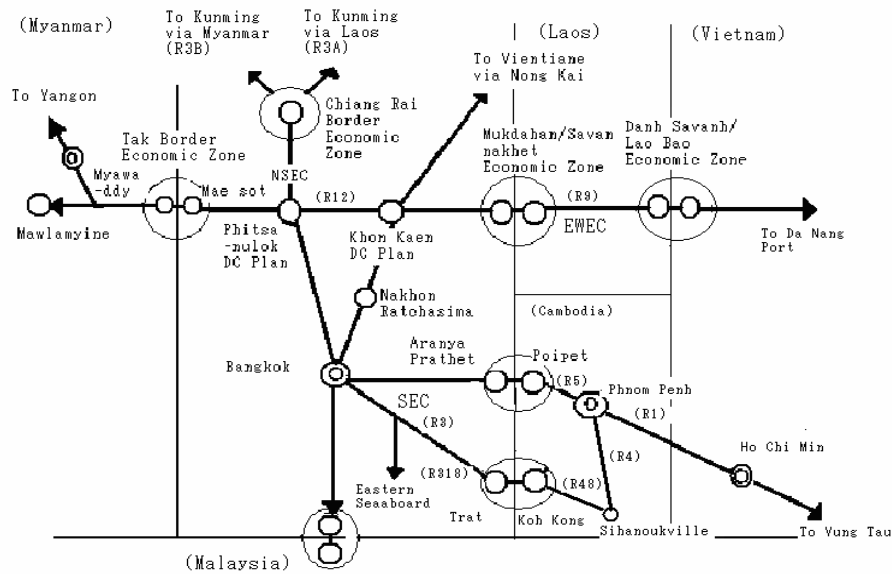 (Myanmar)
To Kunming
via Myanmar
(R3B)
To Kunming
via Laos
(R3A)
(Laos)
(Vietnam)
To Vientiane
via Nong Kai
To Yangon
Tak Border
Economic Zone
Chiang Rai
Border
Economic
Zone
Mukdahan/Savan
nakhet
Economic Zone
Danh Savanh/
Lao Bao
Economic Zone
Myawa
-ddy
Mae sot
NSEC
(R12)
(R9)
Mawlamyine
Phitsa
-nulok
DC Plan
Khon Kaen
DC Plan
EWEC
To Da Nang
Port
Nakhon
Ratchasima
(Cambodia)
Bangkok
Aranya
Prathet
Poipet
(R5)
Phnom Penh
SEC
(R3)
(R1)
Ho Chi Min
(R4)
(R318)
(R48)
Eastern
Seaboard
Trat
Koh Kong
Sihanoukville
To Vung Tau
(Malaysia)